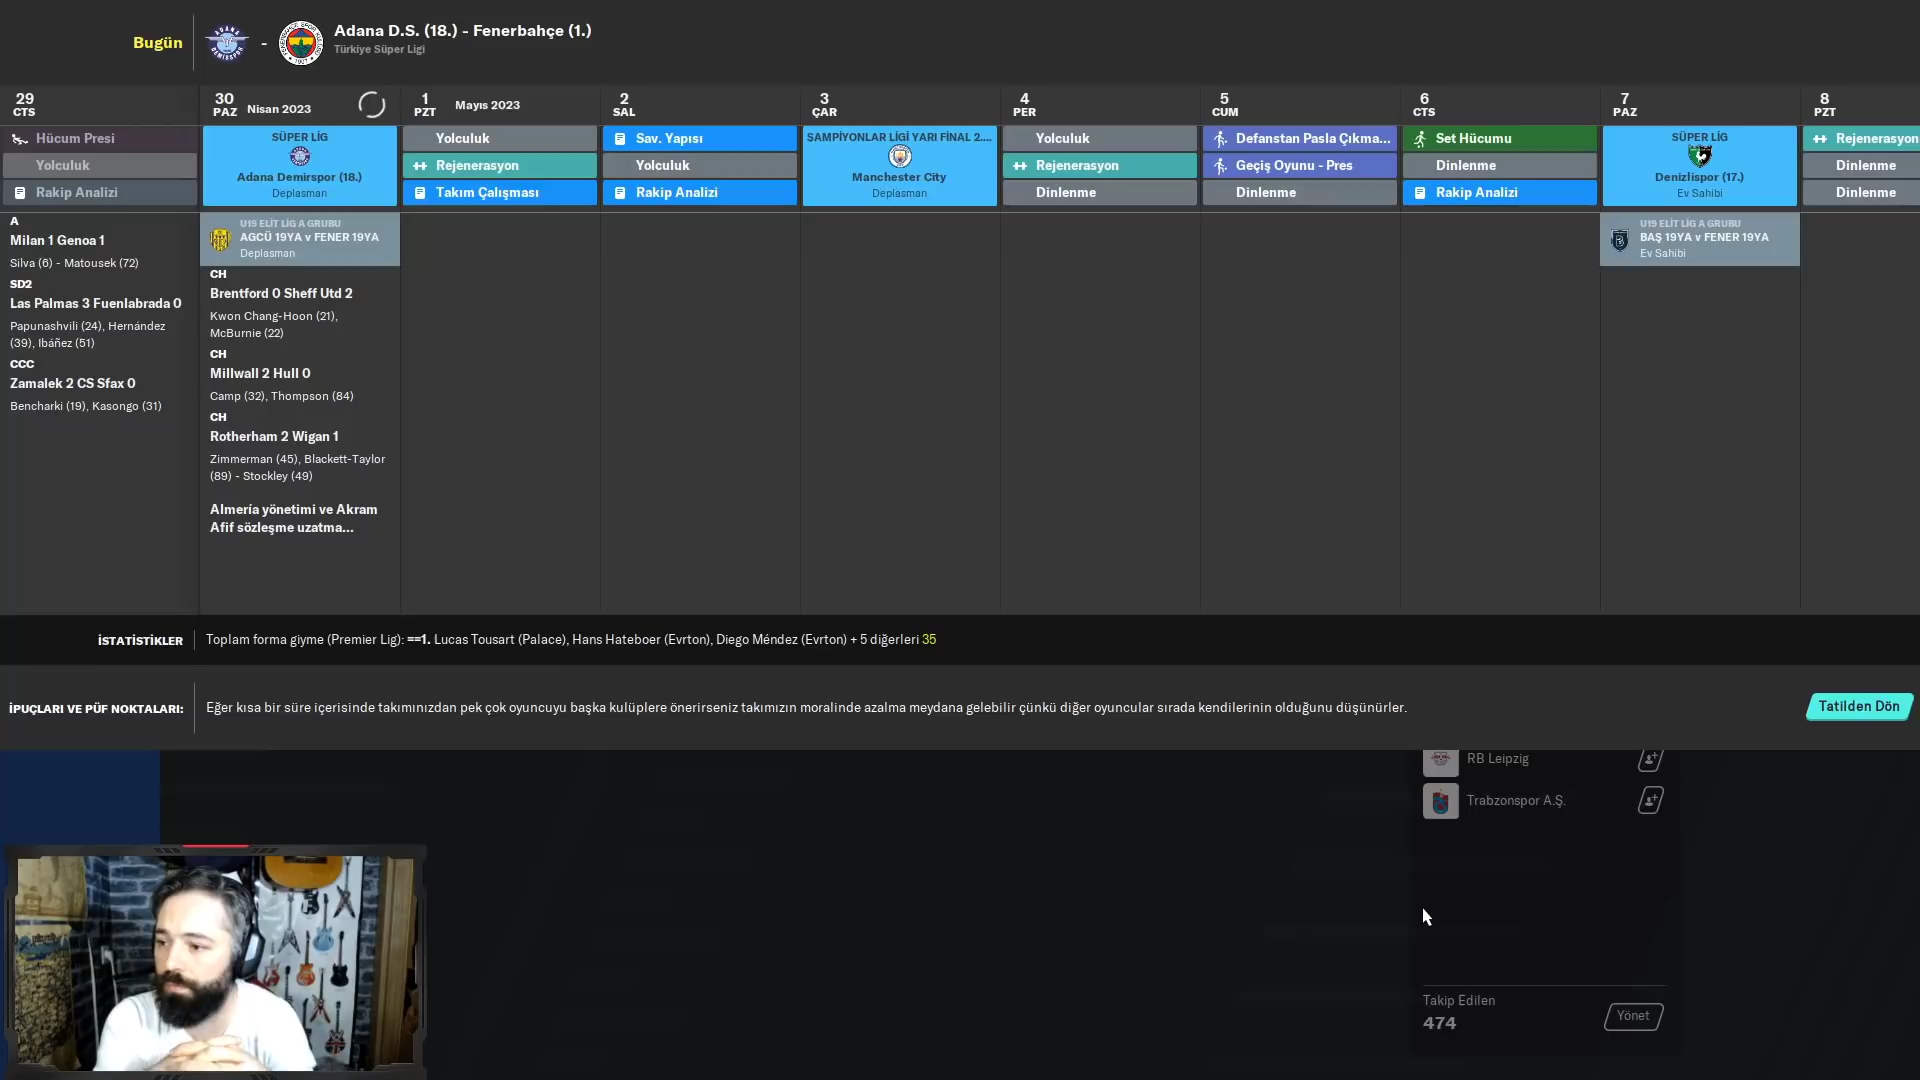 Bugün
-
Adana D.S. (18.) - Fenerbahçe (1.)
Türkiye Süper Ligi
29
CTS
30
PAZ
Nisan 2023
1
PZT
Mayıs 2023
2
SAL
3
ÇAR
4
PER
5
CUM
6
CTS
7
PAZ
8
PZT
Hücum Presi
Yolculuk
Rakip Analizi
SÜPER LİG
Adana Demirspor (18.)
Deplasman
Yolculuk
Rejenerasyon
Takım Çalışması
Sav. Yapısı
Yolculuk
Rakip Analizi
ŞAMPİYONLAR LİGİ YARI FİNAL 2....
Manchester City
Deplasman
Yolculuk
Rejenerasyon
Dinlenme
Defanstan Pasla Çıkma...
Geçiş Oyunu - Pres
Dinlenme
Set Hücumu
Dinlenme
Rakip Analizi
SÜPER LİG
Denizlispor (17.)
Ev Sahibi
Rejenerasyon
Dinlenme
Dinlenme
A
Milan 1 Genoa 1
Silva (6) - Matousek (72)
SD2
Las Palmas 3 Fuenlabrada 0
Papunashvili (24), Hernández
(39), Ibáñez (51)
CCC
Zamalek 2 CS Sfax 0
Bencharki (19), Kasongo (31)
U19 ELİT LİG A GRUBU
AGCÜ 19YA v FENER 19YA
Deplasman
CH
Brentford 0 Sheff Utd 2
Kwon Chang-Hoon (21),
McBurnie (22)
CH
Millwall 2 Hull 0
Camp (32), Thompson (84)
CH
Rotherham 2 Wigan 1
Zimmerman (45), Blackett-Taylor
(89) - Stockley (49)
Almería yönetimi ve Akram
Afif sözleşme uzatma...
U19 ELİT LİG A GRUBU
BAŞ 19YA v FENER 19YA
Ev Sahibi
İSTATİSTİKLER
Toplam forma giyme (Premier Lig): ==1. Lucas Tousart (Palace), Hans Hateboer (Evrton), Diego Méndez (Evrton) + 5 diğerleri 35
İPUÇLARI VE PÜF NOKTALARI:
Eğer kısa bir süre içerisinde takımınızdan pek çok oyuncuyu başka kulüplere önerirseniz takımızın moralinde azalma meydana gelebilir çünkü diğer oyuncular sırada kendilerinin olduğunu düşünürler.
Tatilden Dön
RB Leipzig
Trabzonspor A.Ş.
Takip Edilen
474
Yönet